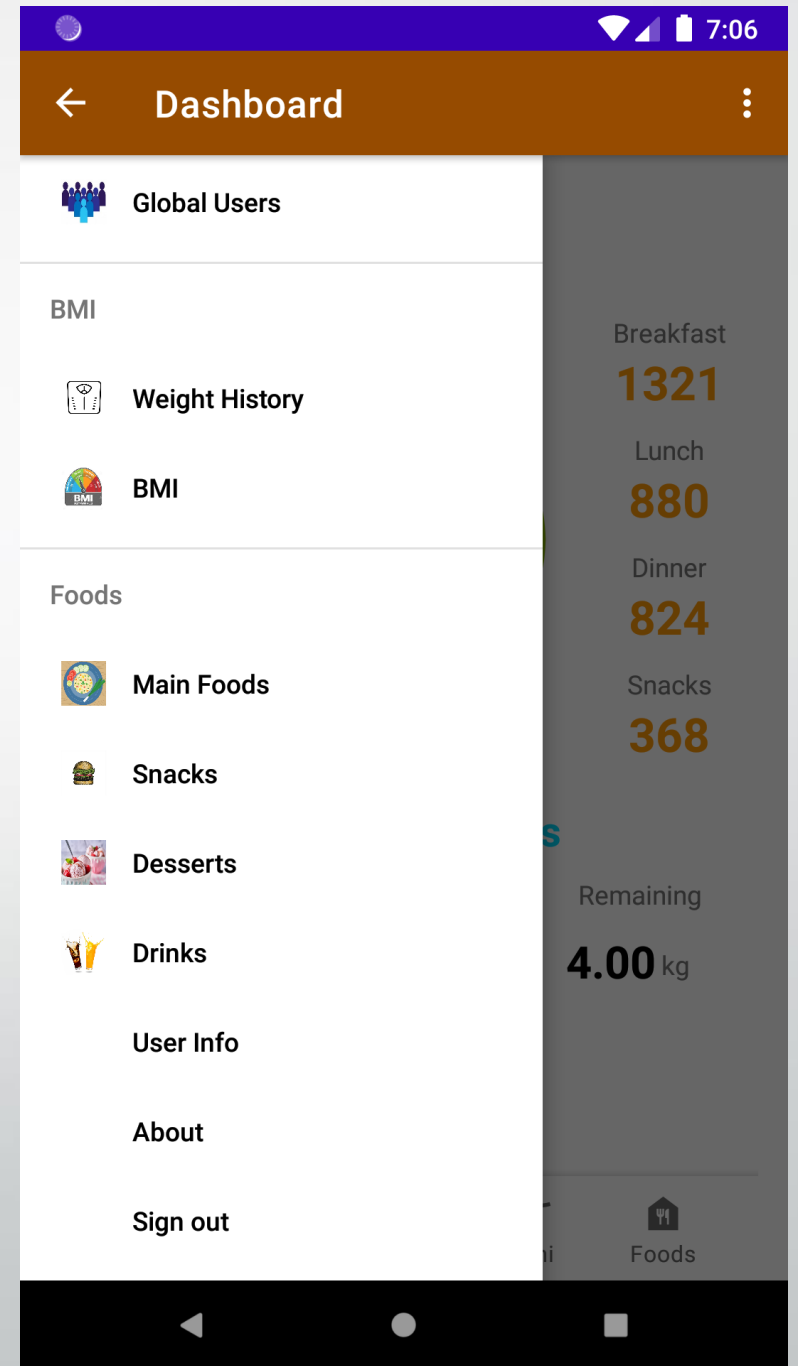 7:06
Dashboard
Global Users
BMI
Weight History
BMI
BMI
Foods
Main Foods
Snacks
Desserts
Drinks
User Info
About
Sign out
Breakfast
1321
Lunch
880
Dinner
824
Snacks
368
s
Remaining
4.00 kg
Foods